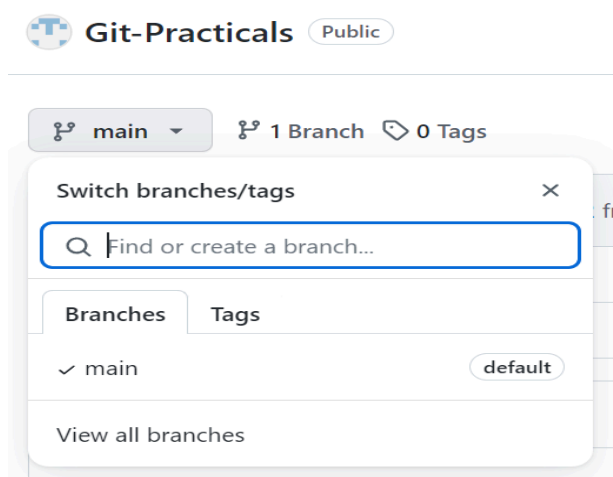 Git-Practicals Public
main 1 Branch 0 Tags
Switch branches/tags
Find or create a branch...
Branches Tags
main default
View all branches